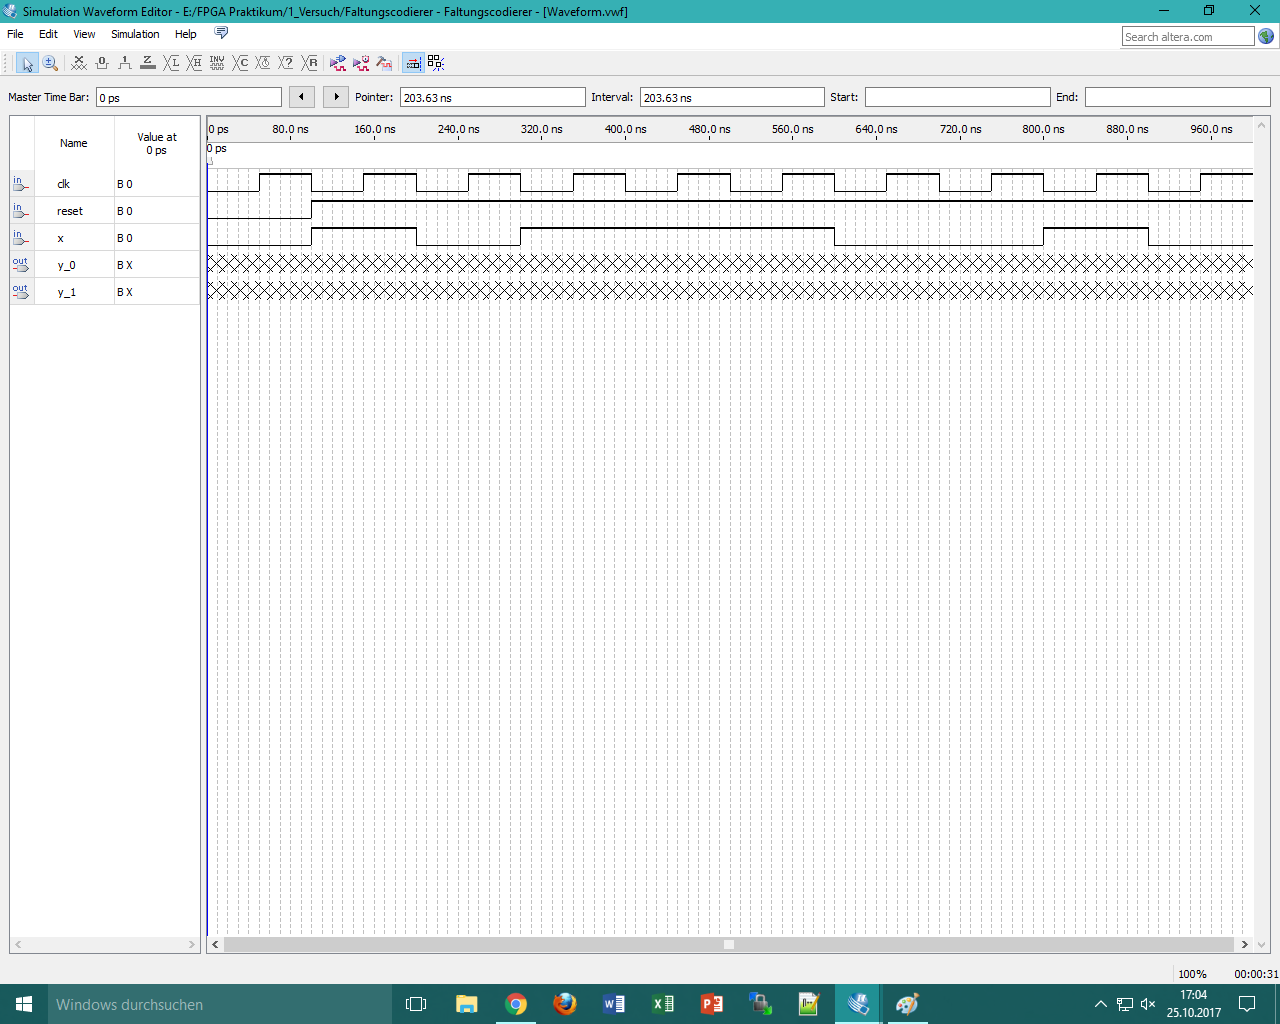 Simulation Waveform Editor - E:/FPGA Praktikum/1_Versuch/Faltungscodierer - Faltungscodierer - [Waveform.vwf]
File Edit View Simulation Help
Search altera.com
Master Time Bar: 0 ps Pointer: 203.63 ns Interval: 203.63 ns Start: End:
Name Value at 0 ps
0 ps 80.0 ns 160.0 ns 240.0 ns 320.0 ns 400.0 ns 480.0 ns 560.0 ns 640.0 ns 720.0 ns 800.0 ns 880.0 ns 960.0 ns
0 ps
in clk B 0
in reset B 0
in x B 0
out y_0 B X
out y_1 B X
100% 00:00:31
Windows durchsuchen
17:04
25.10.2017